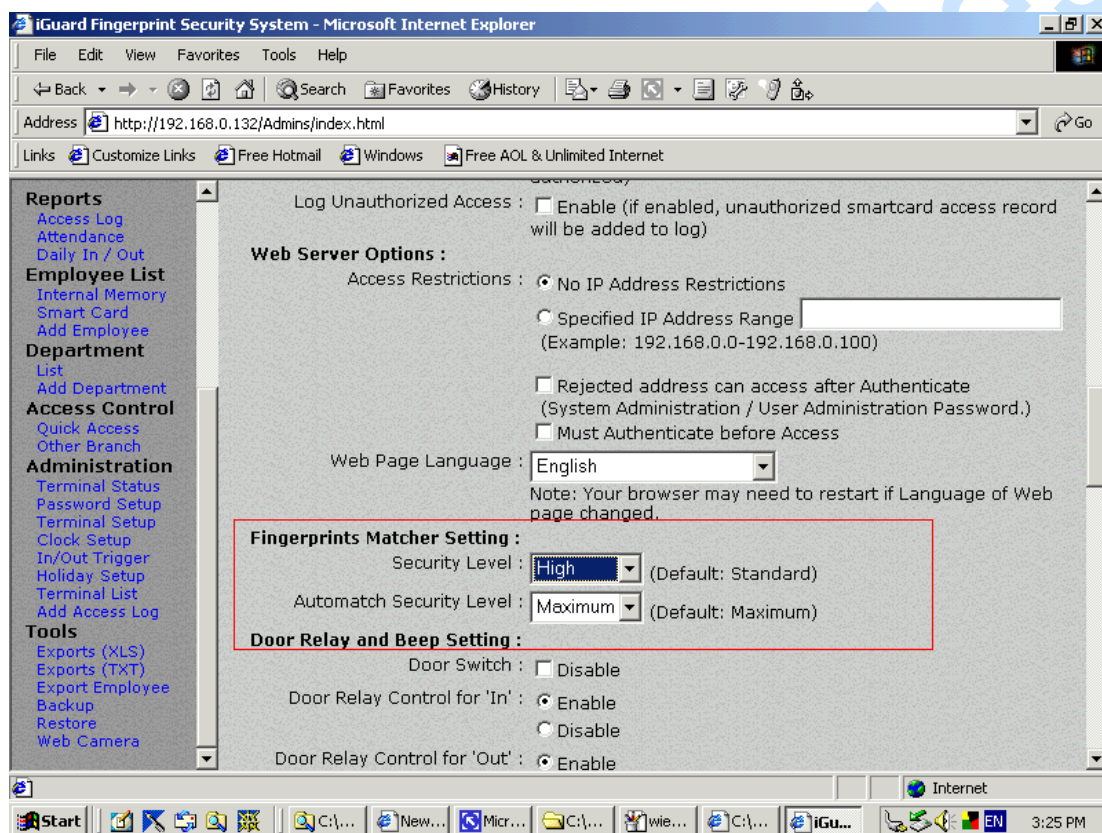 iGuard Fingerprint Security System - Microsoft Internet Explorer
File Edit View Favorites Tools Help
Back Search Favorites History
Address http://192.168.0.132/Admins/index.html Go
Links Customize Links Free Hotmail Windows Free AOL & Unlimited Internet
Reports
Access Log
Attendance
Daily In / Out
Employee List
Internal Memory
Smart Card
Add Employee
Department
List
Add Department
Access Control
Quick Access
Other Branch
Administration
Terminal Status
Password Setup
Terminal Setup
Clock Setup
In/Out Trigger
Holiday Setup
Terminal List
Add Access Log
Tools
Exports (XLS)
Exports (TXT)
Export Employee
Backup
Restore
Web Camera
authorized)
Log Unauthorized Access : Enable (if enabled, unauthorized smartcard access record
will be added to log)
Web Server Options :
Access Restrictions : No IP Address Restrictions
Specified IP Address Range
(Example: 192.168.0.0-192.168.0.100)
Rejected address can access after Authenticate
(System Administration / User Administration Password.)
Must Authenticate before Access
Web Page Language : English
Note: Your browser may need to restart if Language of Web
page changed.
Fingerprints Matcher Setting :
Security Level : High (Default: Standard)
Automatch Security Level : Maximum (Default: Maximum)
Door Relay and Beep Setting :
Door Switch : Disable
Door Relay Control for 'In' : Enable
Disable
Door Relay Control for 'Out' : Enable
Internet
Start C:\... New... Micr... C:\... wie... C:\... iGu... EN 3:25 PM